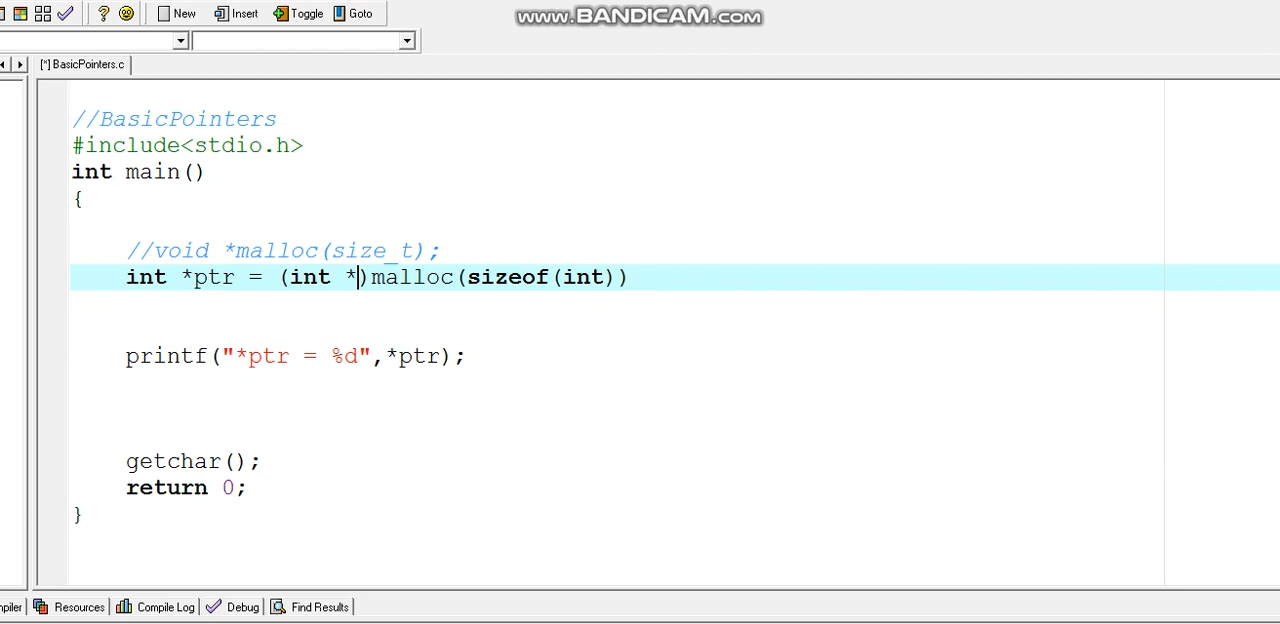 New Insert Toggle Goto
www.BANDICAM.com
[*] BasicPointers.c
//BasicPointers
#include<stdio.h>
int main()
{
//void *malloc(size_t);
int *ptr = (int *)malloc(sizeof(int))
printf("*ptr = %d",*ptr);
getchar();
return 0;
}
mpiler Resources Compile Log Debug Find Results